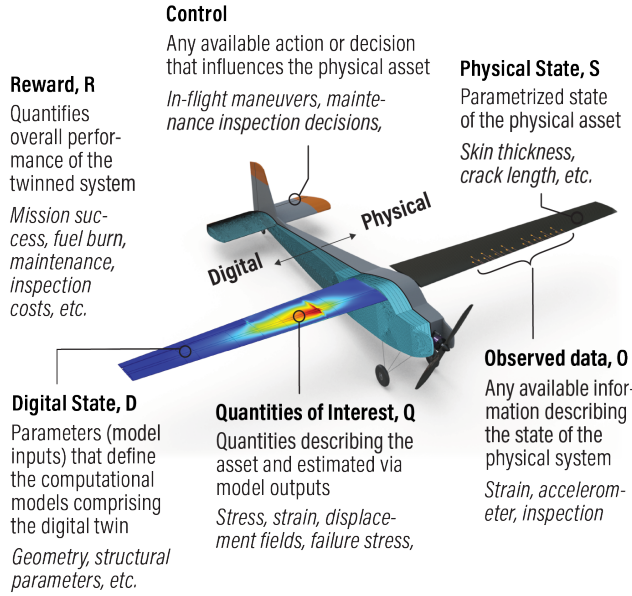 Control
Any available action or decision
that influences the physical asset
In-flight maneuvers, mainte-
nance inspection decisions,
Reward, R
Quantifies
overall perfor-
mance of the
twinned system
Mission suc-
cess, fuel burn,
maintenance,
inspection
costs, etc.
Physical State, S
Parametrized state
of the physical asset
Skin thickness,
crack length, etc.
Physical
Digital
Digital State, D
Parameters (model
inputs) that define
the computational
models comprising
the digital twin
Geometry, structural
parameters, etc.
Quantities of Interest, Q
Quantities describing the
asset and estimated via
model outputs
Stress, strain, displace-
ment fields, failure stress,
Observed data, O
Any available infor-
mation describing
the state of the
physical system
Strain, accelerom-
eter, inspection